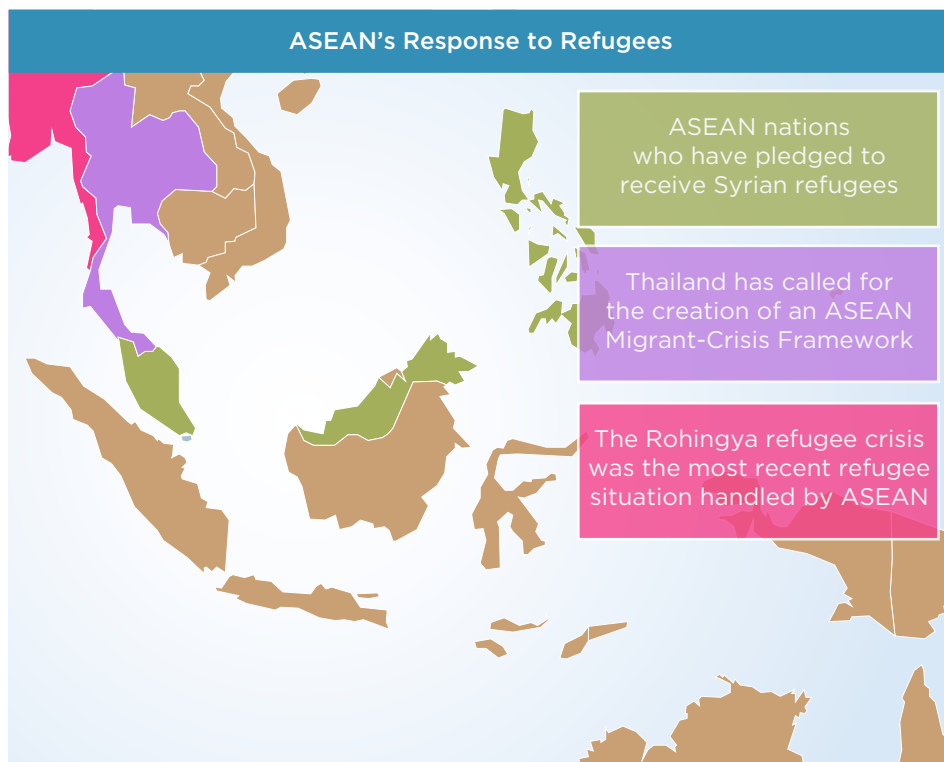 ASEAN's Response to Refugees
ASEAN nations
who have pledged to
receive Syrian refugees
Thailand has called for
the creation of an ASEAN
Migrant-Crisis Framework
The Rohingya refugee crisis
was the most recent refugee
situation handled by ASEAN